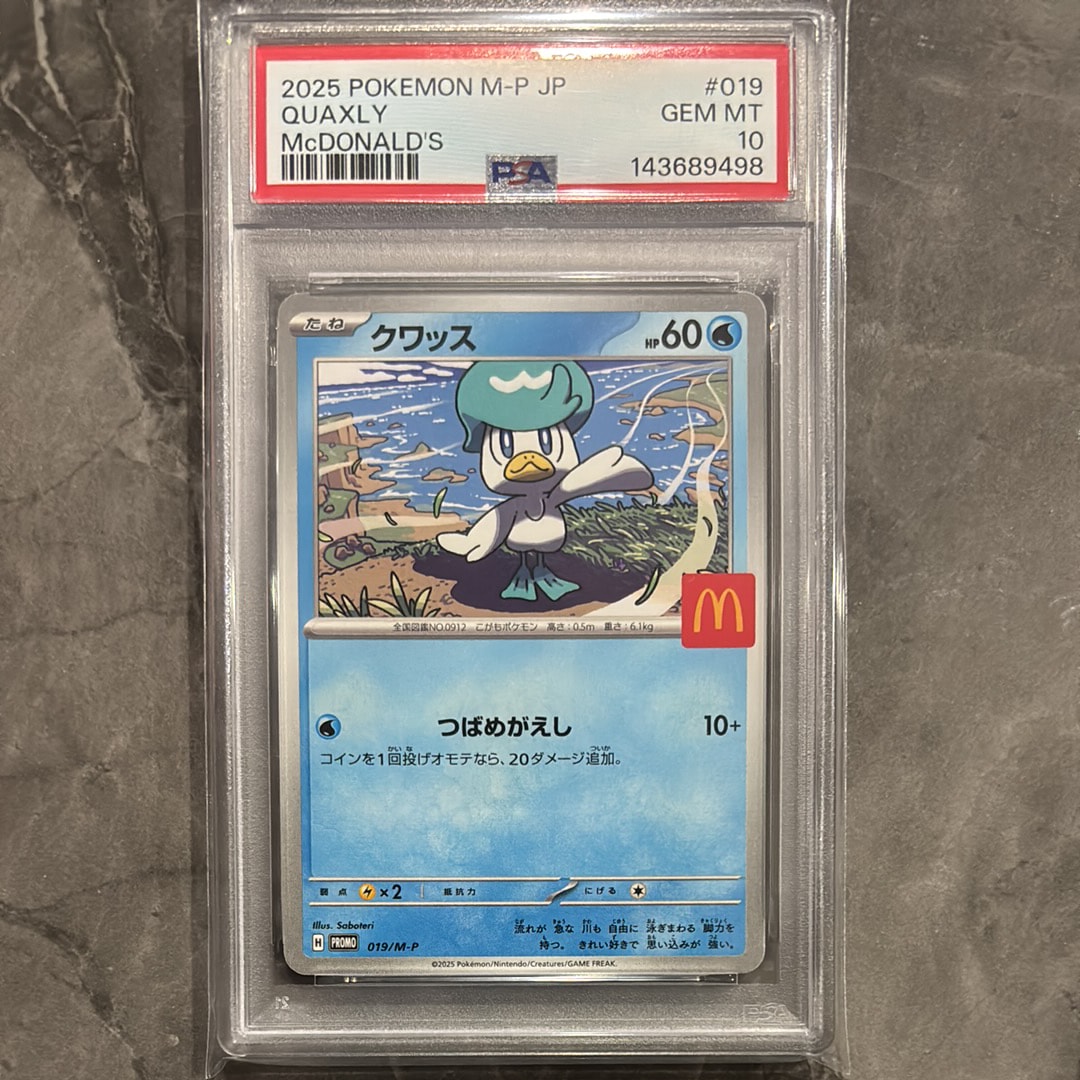 2025 POKEMON M-P JP #019
QUAXLY GEM MT
McDONALD'S 10
PSA 143689498
たね クワッス HP60
全国図鑑NO.0912 こがもポケモン 高さ:0.5m 重さ:6.1kg
つばめがえし 10+
コインを1回投げオモテなら、20ダメージ追加。
弱点 ×2 抵抗力 にげる
Illus. Saboteri
流れが 急な 川も 自由に 泳ぎまわる 脚力を
持つ。 きれい好きで 思い込みが 強い。
H PROMO 019/M-P
©2025 Pokémon/Nintendo/Creatures/GAME FREAK.
PSA